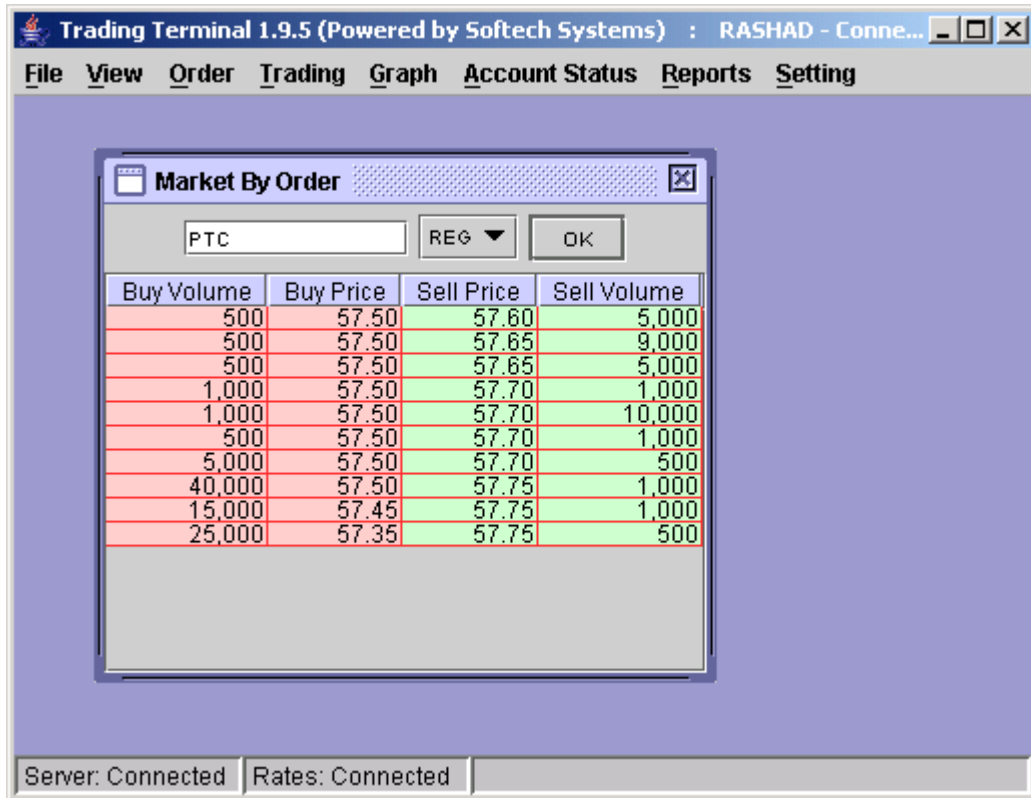 Trading Terminal 1.9.5 (Powered by Softech Systems) : RASHAD - Conne...
File View Order Trading Graph Account Status Reports Setting
Market By Order
PTC REG OK
Buy Volume Buy Price Sell Price Sell Volume
500 57.50 57.60 5,000
500 57.50 57.65 9,000
500 57.50 57.65 5,000
1,000 57.50 57.70 1,000
1,000 57.50 57.70 10,000
500 57.50 57.70 1,000
5,000 57.50 57.70 500
40,000 57.50 57.75 1,000
15,000 57.45 57.75 1,000
25,000 57.35 57.75 500
Server: Connected Rates: Connected